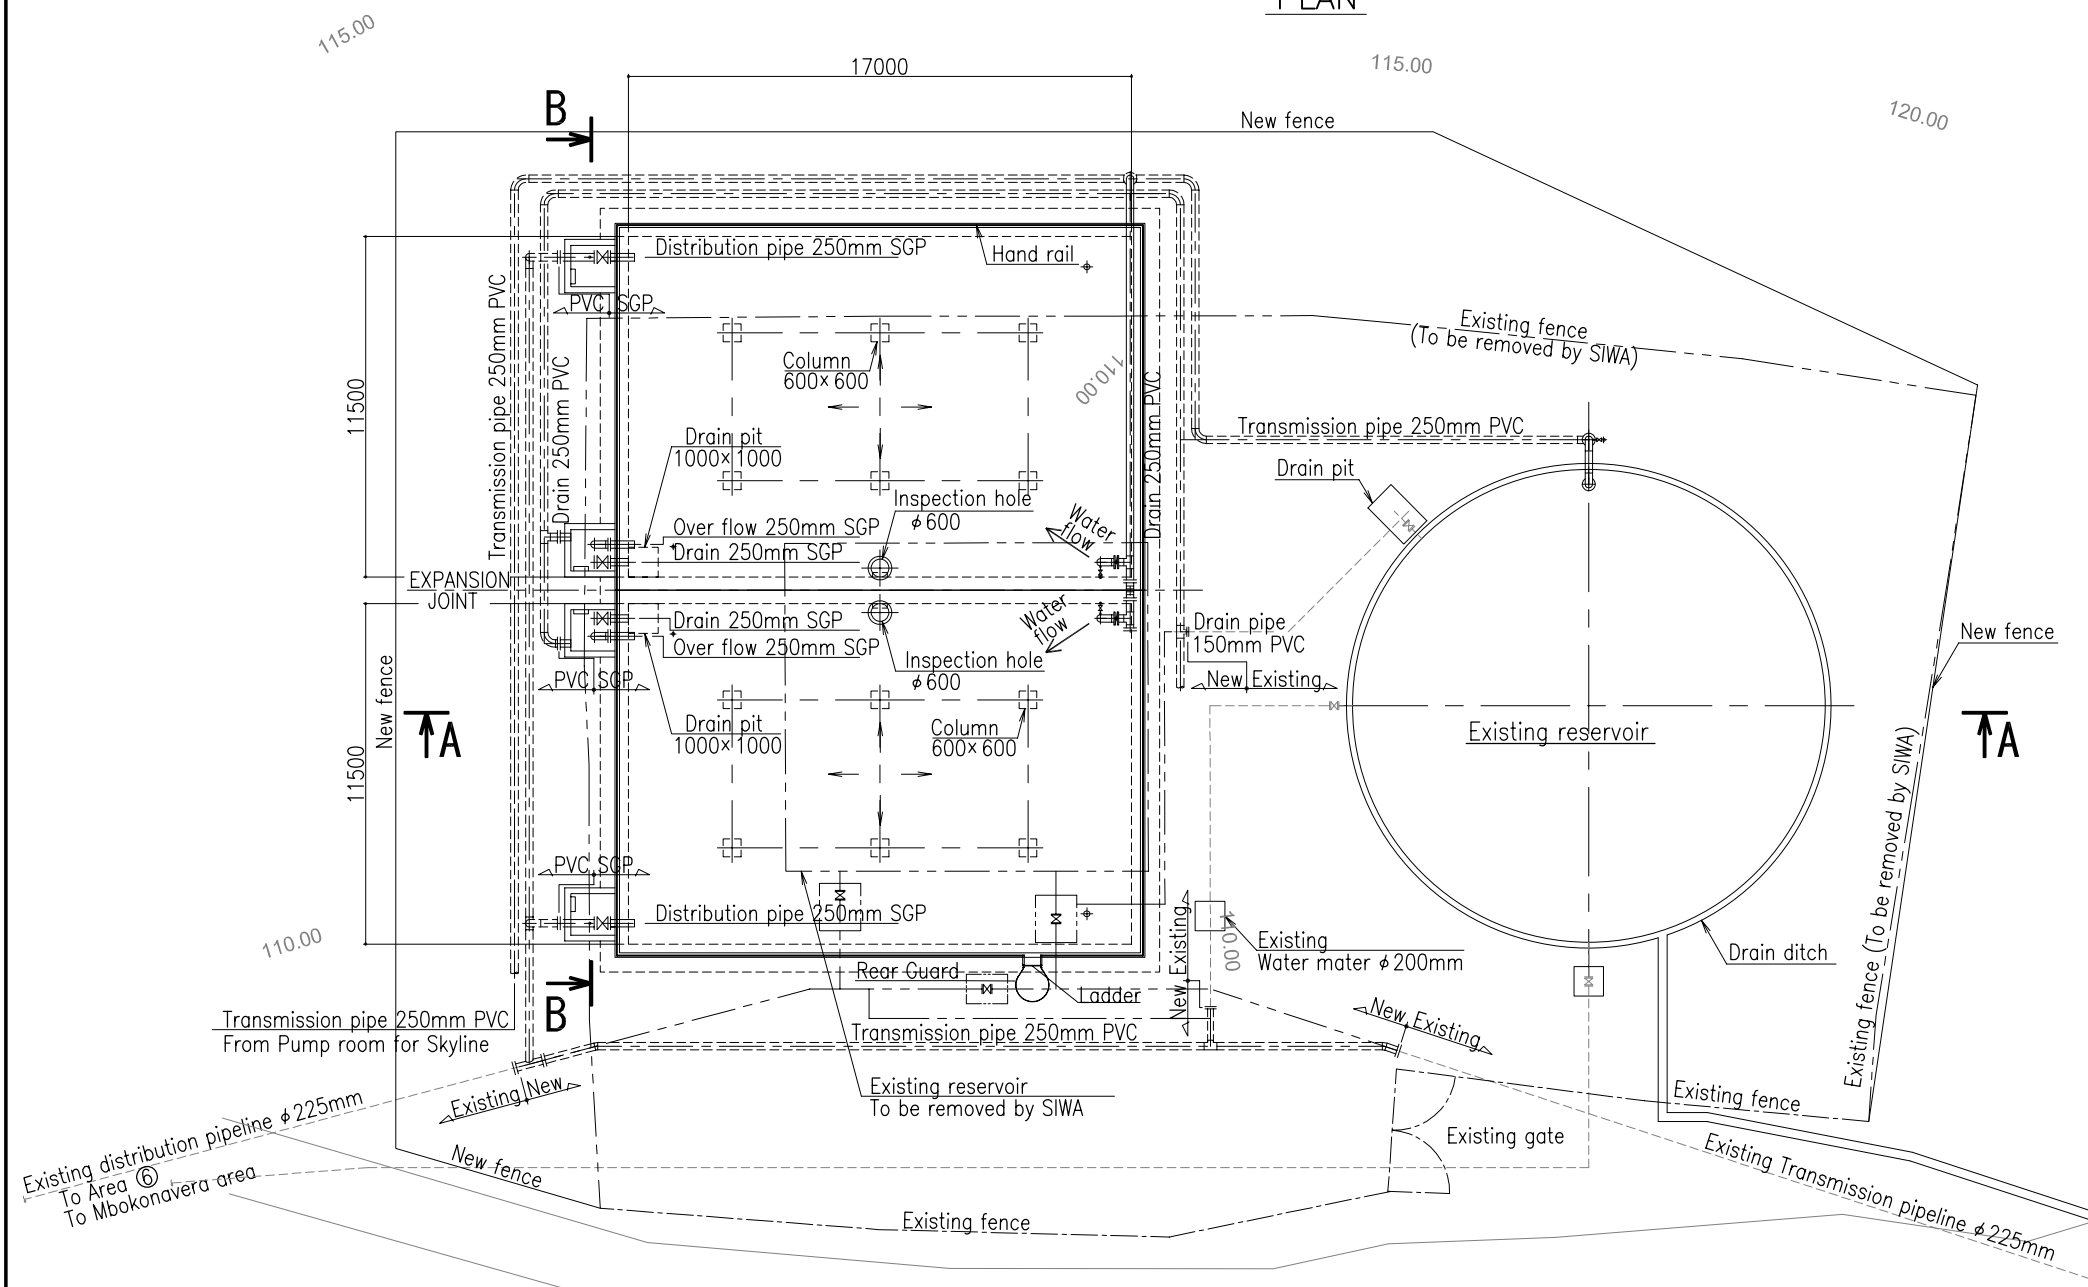 PLAN
115.00
17000
115.00
120.00
B
New fence
Distribution pipe 250mm SGP
Hand rail
PVC SGP
Transmission pipe 250mm PVC
Drain 250mm PVC
Existing fence
(To be removed by SIWA)
Column
600×600
110.00
Drain 250mm PVC
11500
Transmission pipe 250mm PVC
Drain pit
1000×1000
Drain pit
Inspection hole
φ600
Water
flow
Over flow 250mm SGP
Drain 250mm SGP
EXPANSION
JOINT
Drain 250mm SGP
Over flow 250mm SGP
Water
flow
Drain pipe
150mm PVC
New fence
Inspection hole
φ600
PVC SGP
New Existing
New fence
A
Drain pit
1000×1000
Column
600×600
Existing reservoir
A
11500
PVC SGP
Existing fence (To be removed by SIWA)
Distribution pipe 250mm SGP
110.00
New Existing
110.00
Existing
Water mater φ200mm
Drain ditch
Rear Guard
Ladder
B
Transmission pipe 250mm PVC
From Pump room for Skyline
Transmission pipe 250mm PVC
New Existing
Existing New
Existing reservoir
To be removed by SIWA
Existing fence
Existing gate
Existing distribution pipeline φ225mm
To Area ⑥
To Mbokonavera area
New fence
Existing fence
Existing Transmission pipeline φ225mm